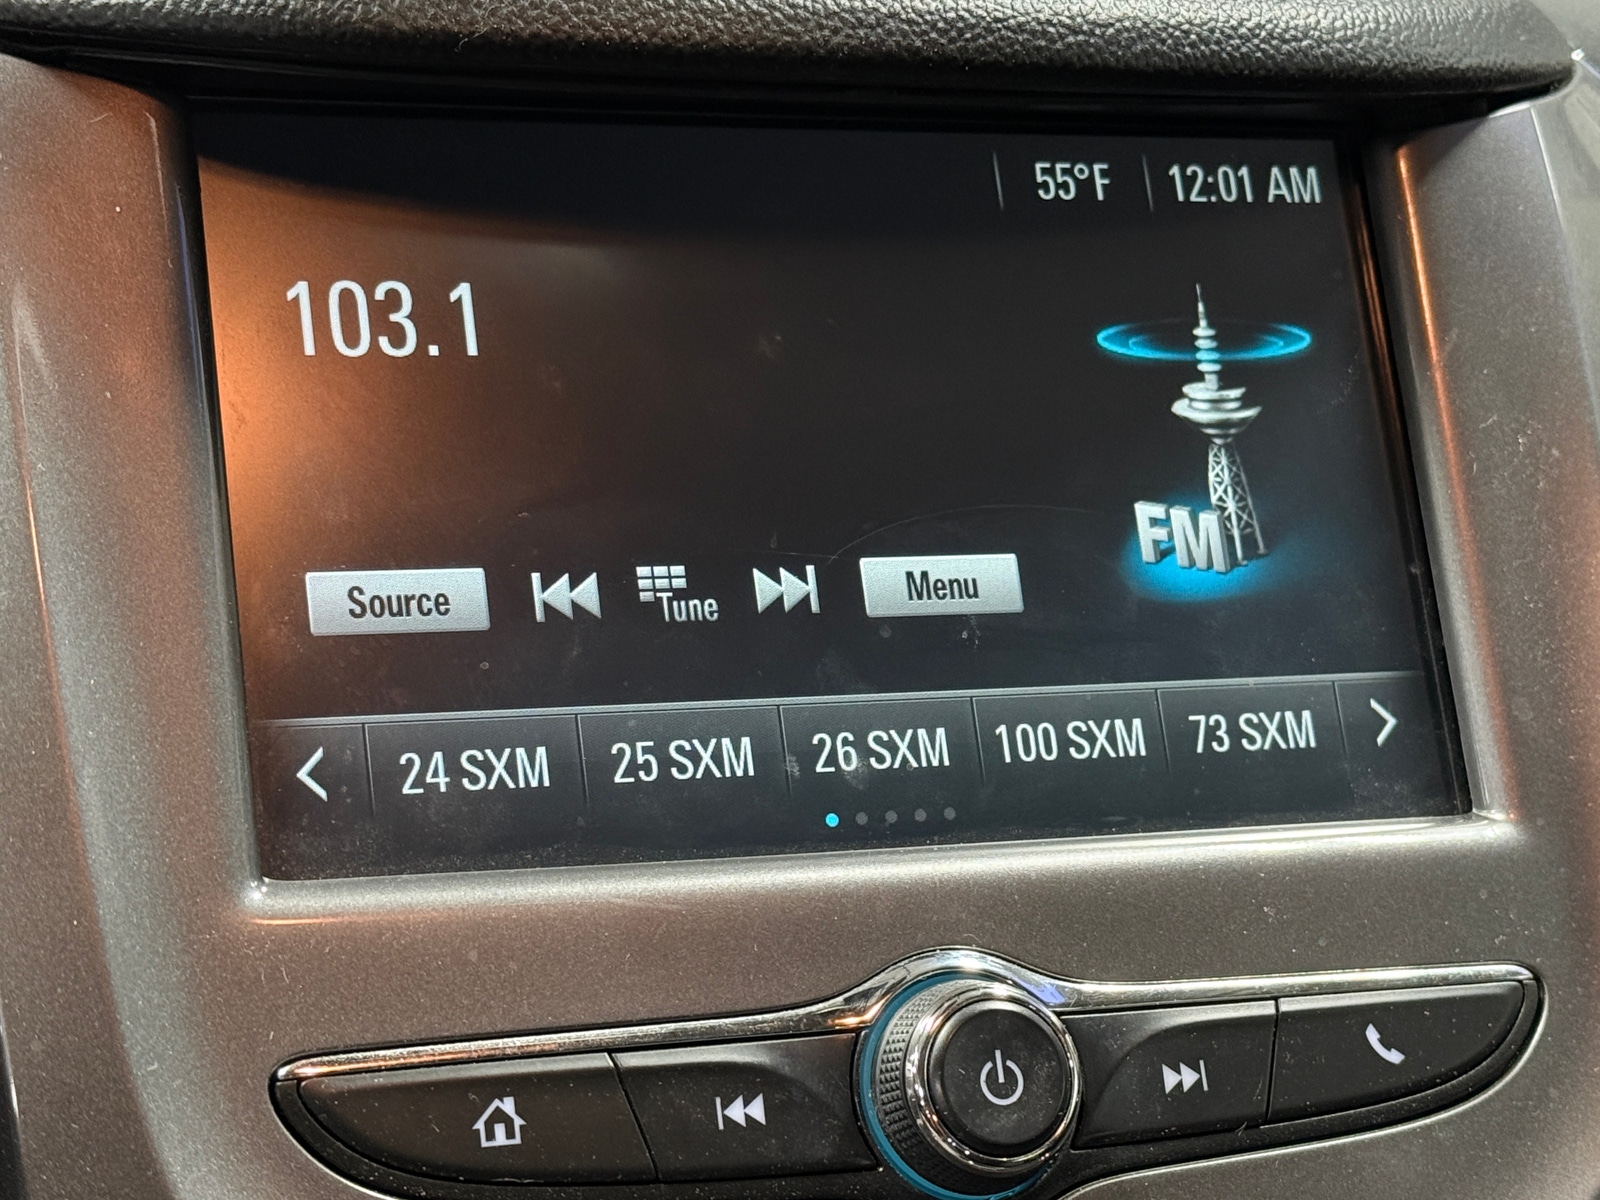 55°F 12:01 AM
103.1
FM
Source Tune Menu
24 SXM 25 SXM 26 SXM 100 SXM 73 SXM